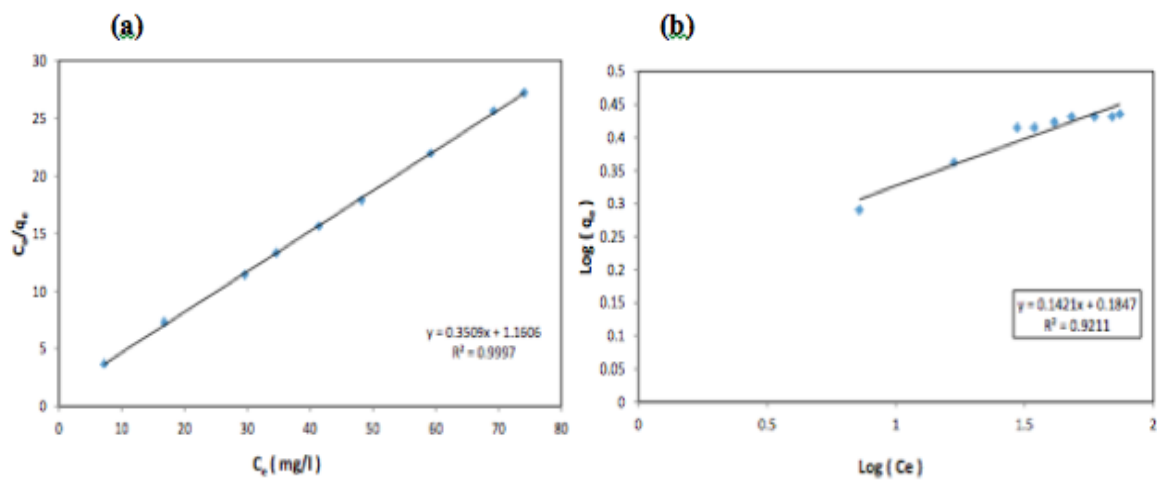 (a)
30
25
20
15
10
5
0
Cₑ/qₑ
y = 0.3509x + 1.1606
R² = 0.9997
0 10 20 30 40 50 60 70 80
Cₑ ( mg/l )
(b)
0.5
0.45
0.4
0.35
0.3
0.25
0.2
0.15
0.1
0.05
0
Log ( qₑ )
y = 0.1421x + 0.1847
R² = 0.9211
0 0.5 1 1.5 2
Log ( Ce )